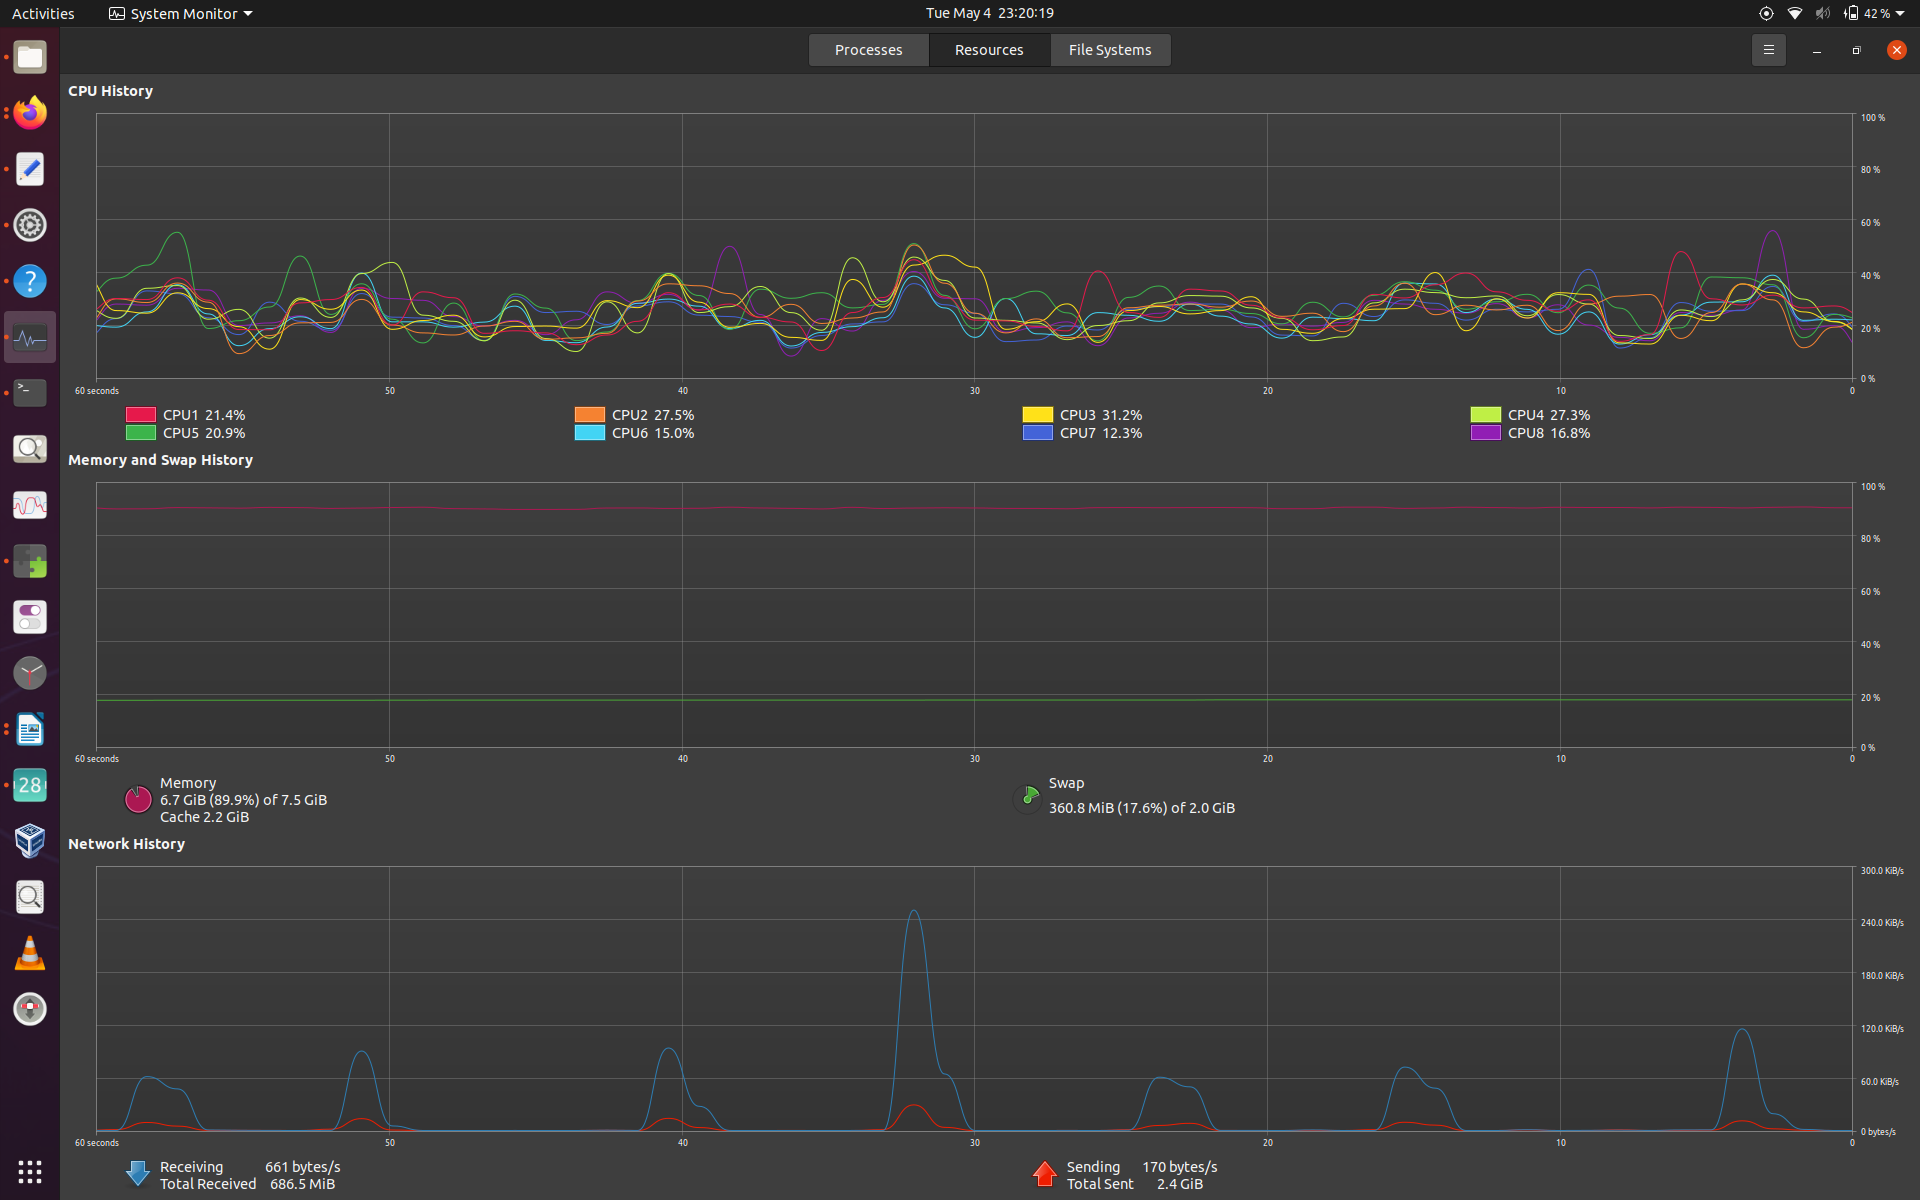 Activities System Monitor Tue May 4 23:20:19 42 %
Processes Resources File Systems
CPU History
100 %
80 %
60 %
40 %
20 %
0 %
60 seconds 50 40 30 20 10 0
CPU1 21.4% CPU2 27.5% CPU3 31.2% CPU4 27.3%
CPU5 20.9% CPU6 15.0% CPU7 12.3% CPU8 16.8%
Memory and Swap History
100 %
80 %
60 %
40 %
20 %
0 %
60 seconds 50 40 30 20 10 0
Memory Swap
6.7 GiB (89.9%) of 7.5 GiB 360.8 MiB (17.6%) of 2.0 GiB
Cache 2.2 GiB
28
Network History
300.0 KiB/s
240.0 KiB/s
180.0 KiB/s
120.0 KiB/s
60.0 KiB/s
0 bytes/s
60 seconds 50 40 30 20 10 0
Receiving 661 bytes/s Sending 170 bytes/s
Total Received 686.5 MiB Total Sent 2.4 GiB